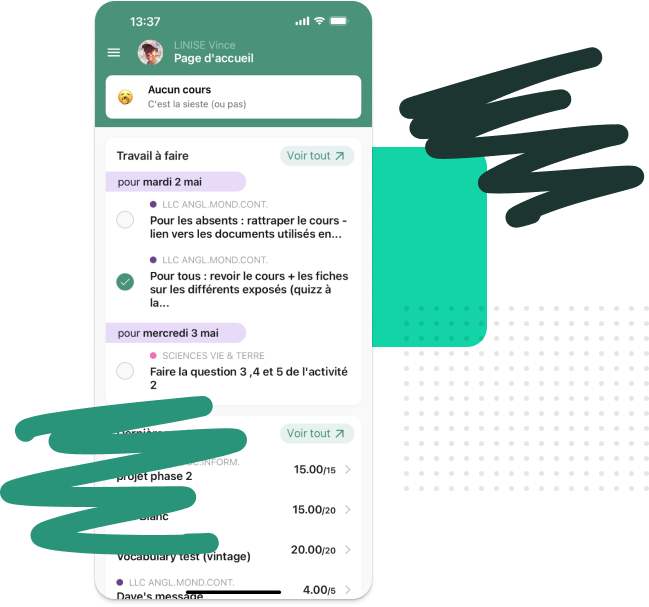 13:37
LINISE Vince
Page d'accueil
Aucun cours
C'est la sieste (ou pas)
Travail à faire
Voir tout
pour mardi 2 mai
LLC ANGL.MOND.CONT.
Pour les absents : rattraper le cours -
lien vers les documents utilisés en...
LLC ANGL.MOND.CONT.
Pour tous : revoir le cours + les fiches
sur les différents exposés (quizz à
la...
pour mercredi 3 mai
SCIENCES VIE & TERRE
Faire la question 3 ,4 et 5 de l'activité
2
Voir tout
INFORM.
projet phase 2
15.00/15
Blanc
15.00/20
Vocabulary test (vintage)
20.00/20
LLC ANGL.MOND.CONT.
Dave's message
4.00/5